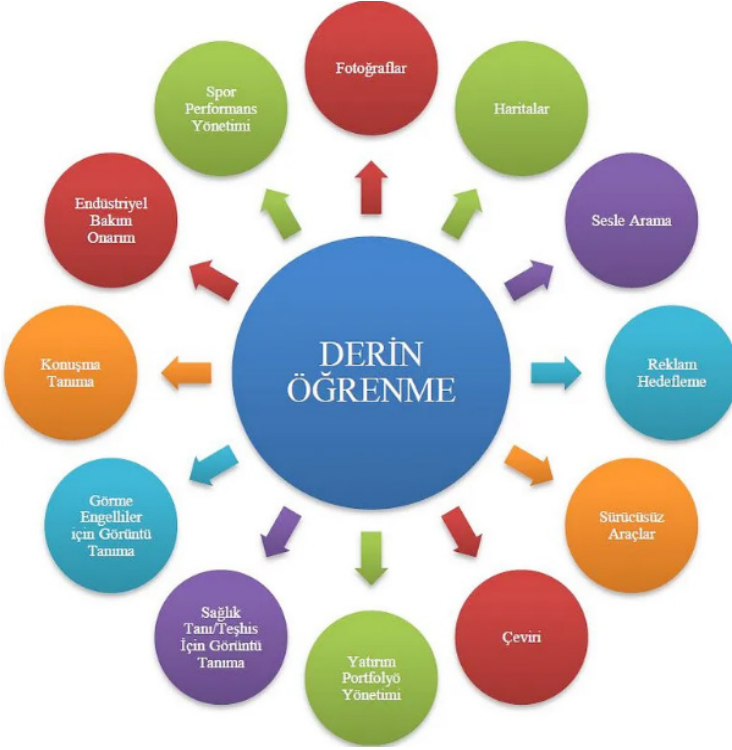 Fotoğraflar
Haritalar
Sesle Arama
Reklam
Hedefleme
Sürücüsüz
Araçlar
Çeviri
Yatırım
Portfolyö
Yönetimi
Sağlık
Tanı/Teşhis
İçin Görüntü
Tanıma
Görme
Engelliler
için Görüntü
Tanıma
Konuşma
Tanıma
Endüstriyel
Bakım
Onarım
Spor
Performans
Yönetimi
DERİN
ÖĞRENME